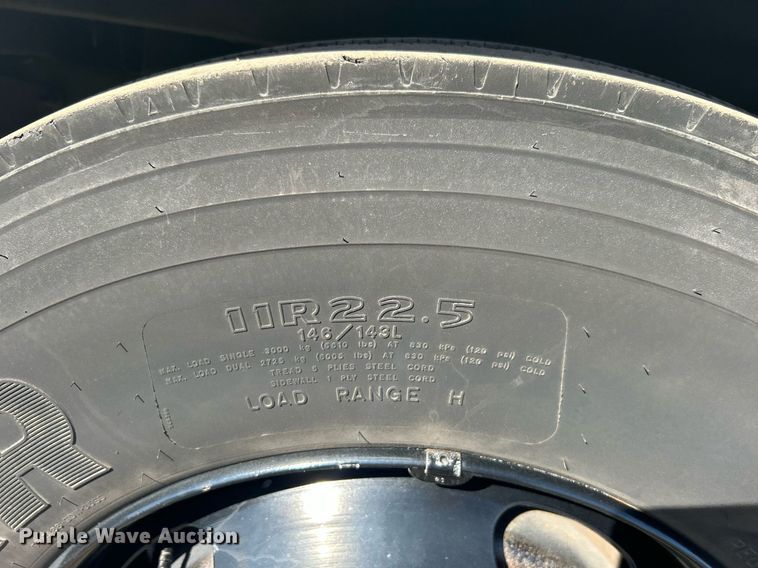 11R22.5
146/143L
MAX. LOAD SINGLE 3000 kg (6610 lbs) AT 830 kPa (120 psi) COLD
MAX. LOAD DUAL 2725 kg (6005 lbs) AT 830 kPa (120 psi) COLD
TREAD 5 PLIES STEEL CORD
SIDEWALL 1 PLY STEEL CORD
LOAD RANGE H
R
Purple Wave Auction